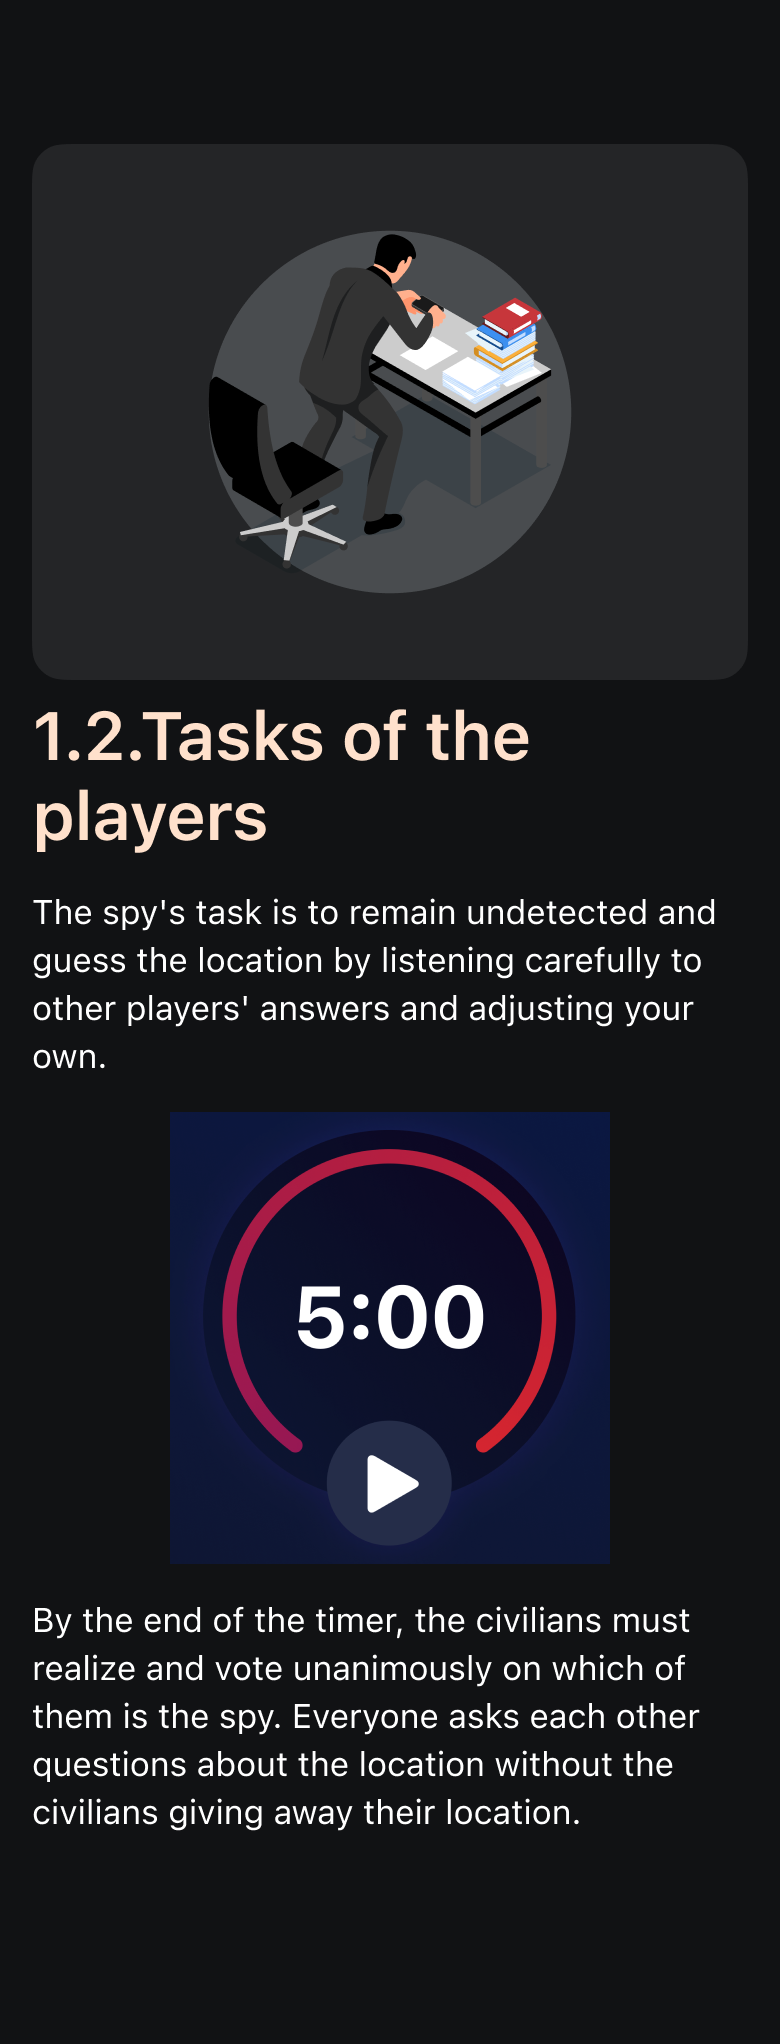 1.2.Tasks of the
players
The spy's task is to remain undetected and
guess the location by listening carefully to
other players' answers and adjusting your
own.
5:00
By the end of the timer, the civilians must
realize and vote unanimously on which of
them is the spy. Everyone asks each other
questions about the location without the
civilians giving away their location.